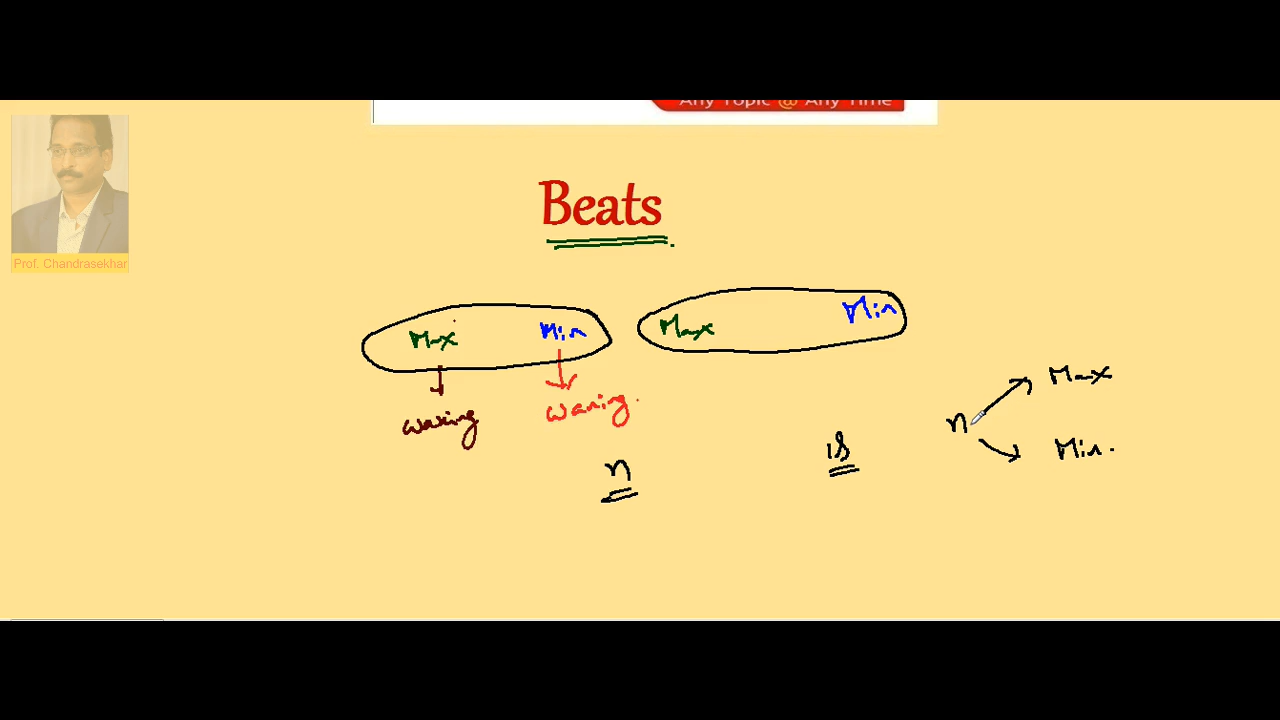 Any Topic @ Any Time
Prof. Chandrasekhar
Beats
Max Min Max Min
waxing waning.
n 1s n Max
Min.